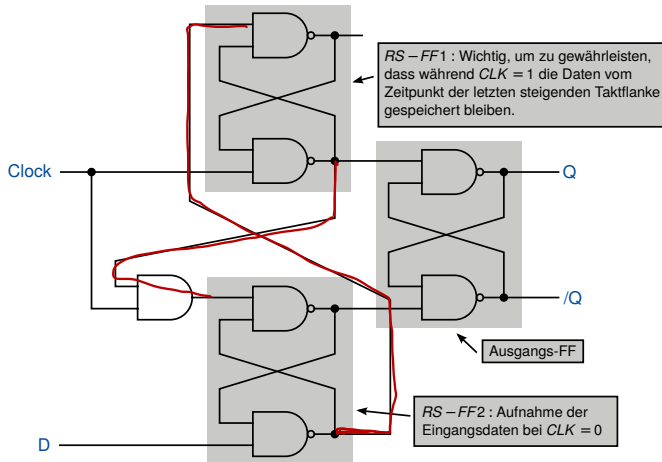 RS – FF1 : Wichtig, um zu gewährleisten,
dass während CLK = 1 die Daten vom
Zeitpunkt der letzten steigenden Taktflanke
gespeichert bleiben.
Clock
Q
/Q
Ausgangs-FF
RS – FF2 : Aufnahme der
Eingangsdaten bei CLK = 0
D